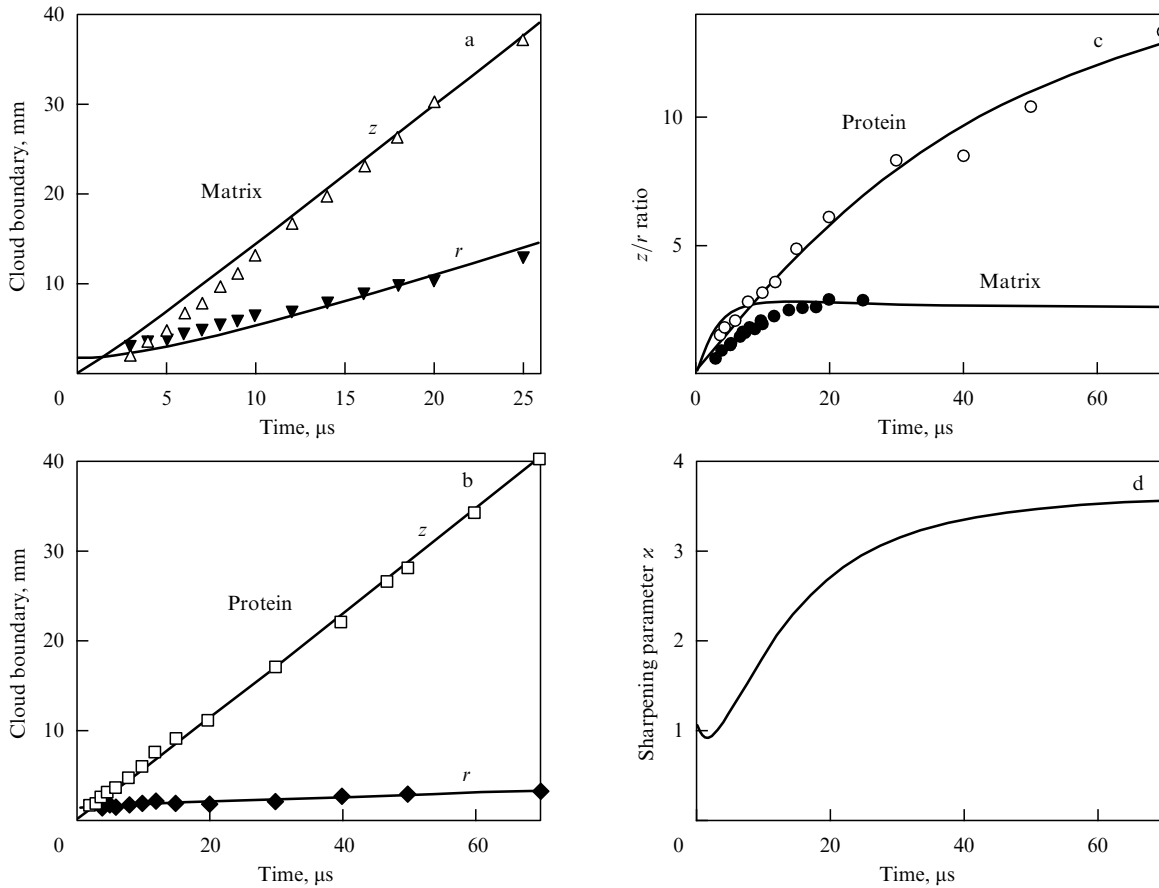 40
30
20
10
0
5
10
15
20
25
Time, μs
Cloud boundary, mm
a
z
Matrix
r
10
5
0
20
40
60
Time, μs
z/r ratio
c
Protein
Matrix
40
30
20
10
0
20
40
60
Time, μs
Cloud boundary, mm
b
z
Protein
r
4
3
2
1
0
20
40
60
Time, μs
Sharpening parameter ϰ
d